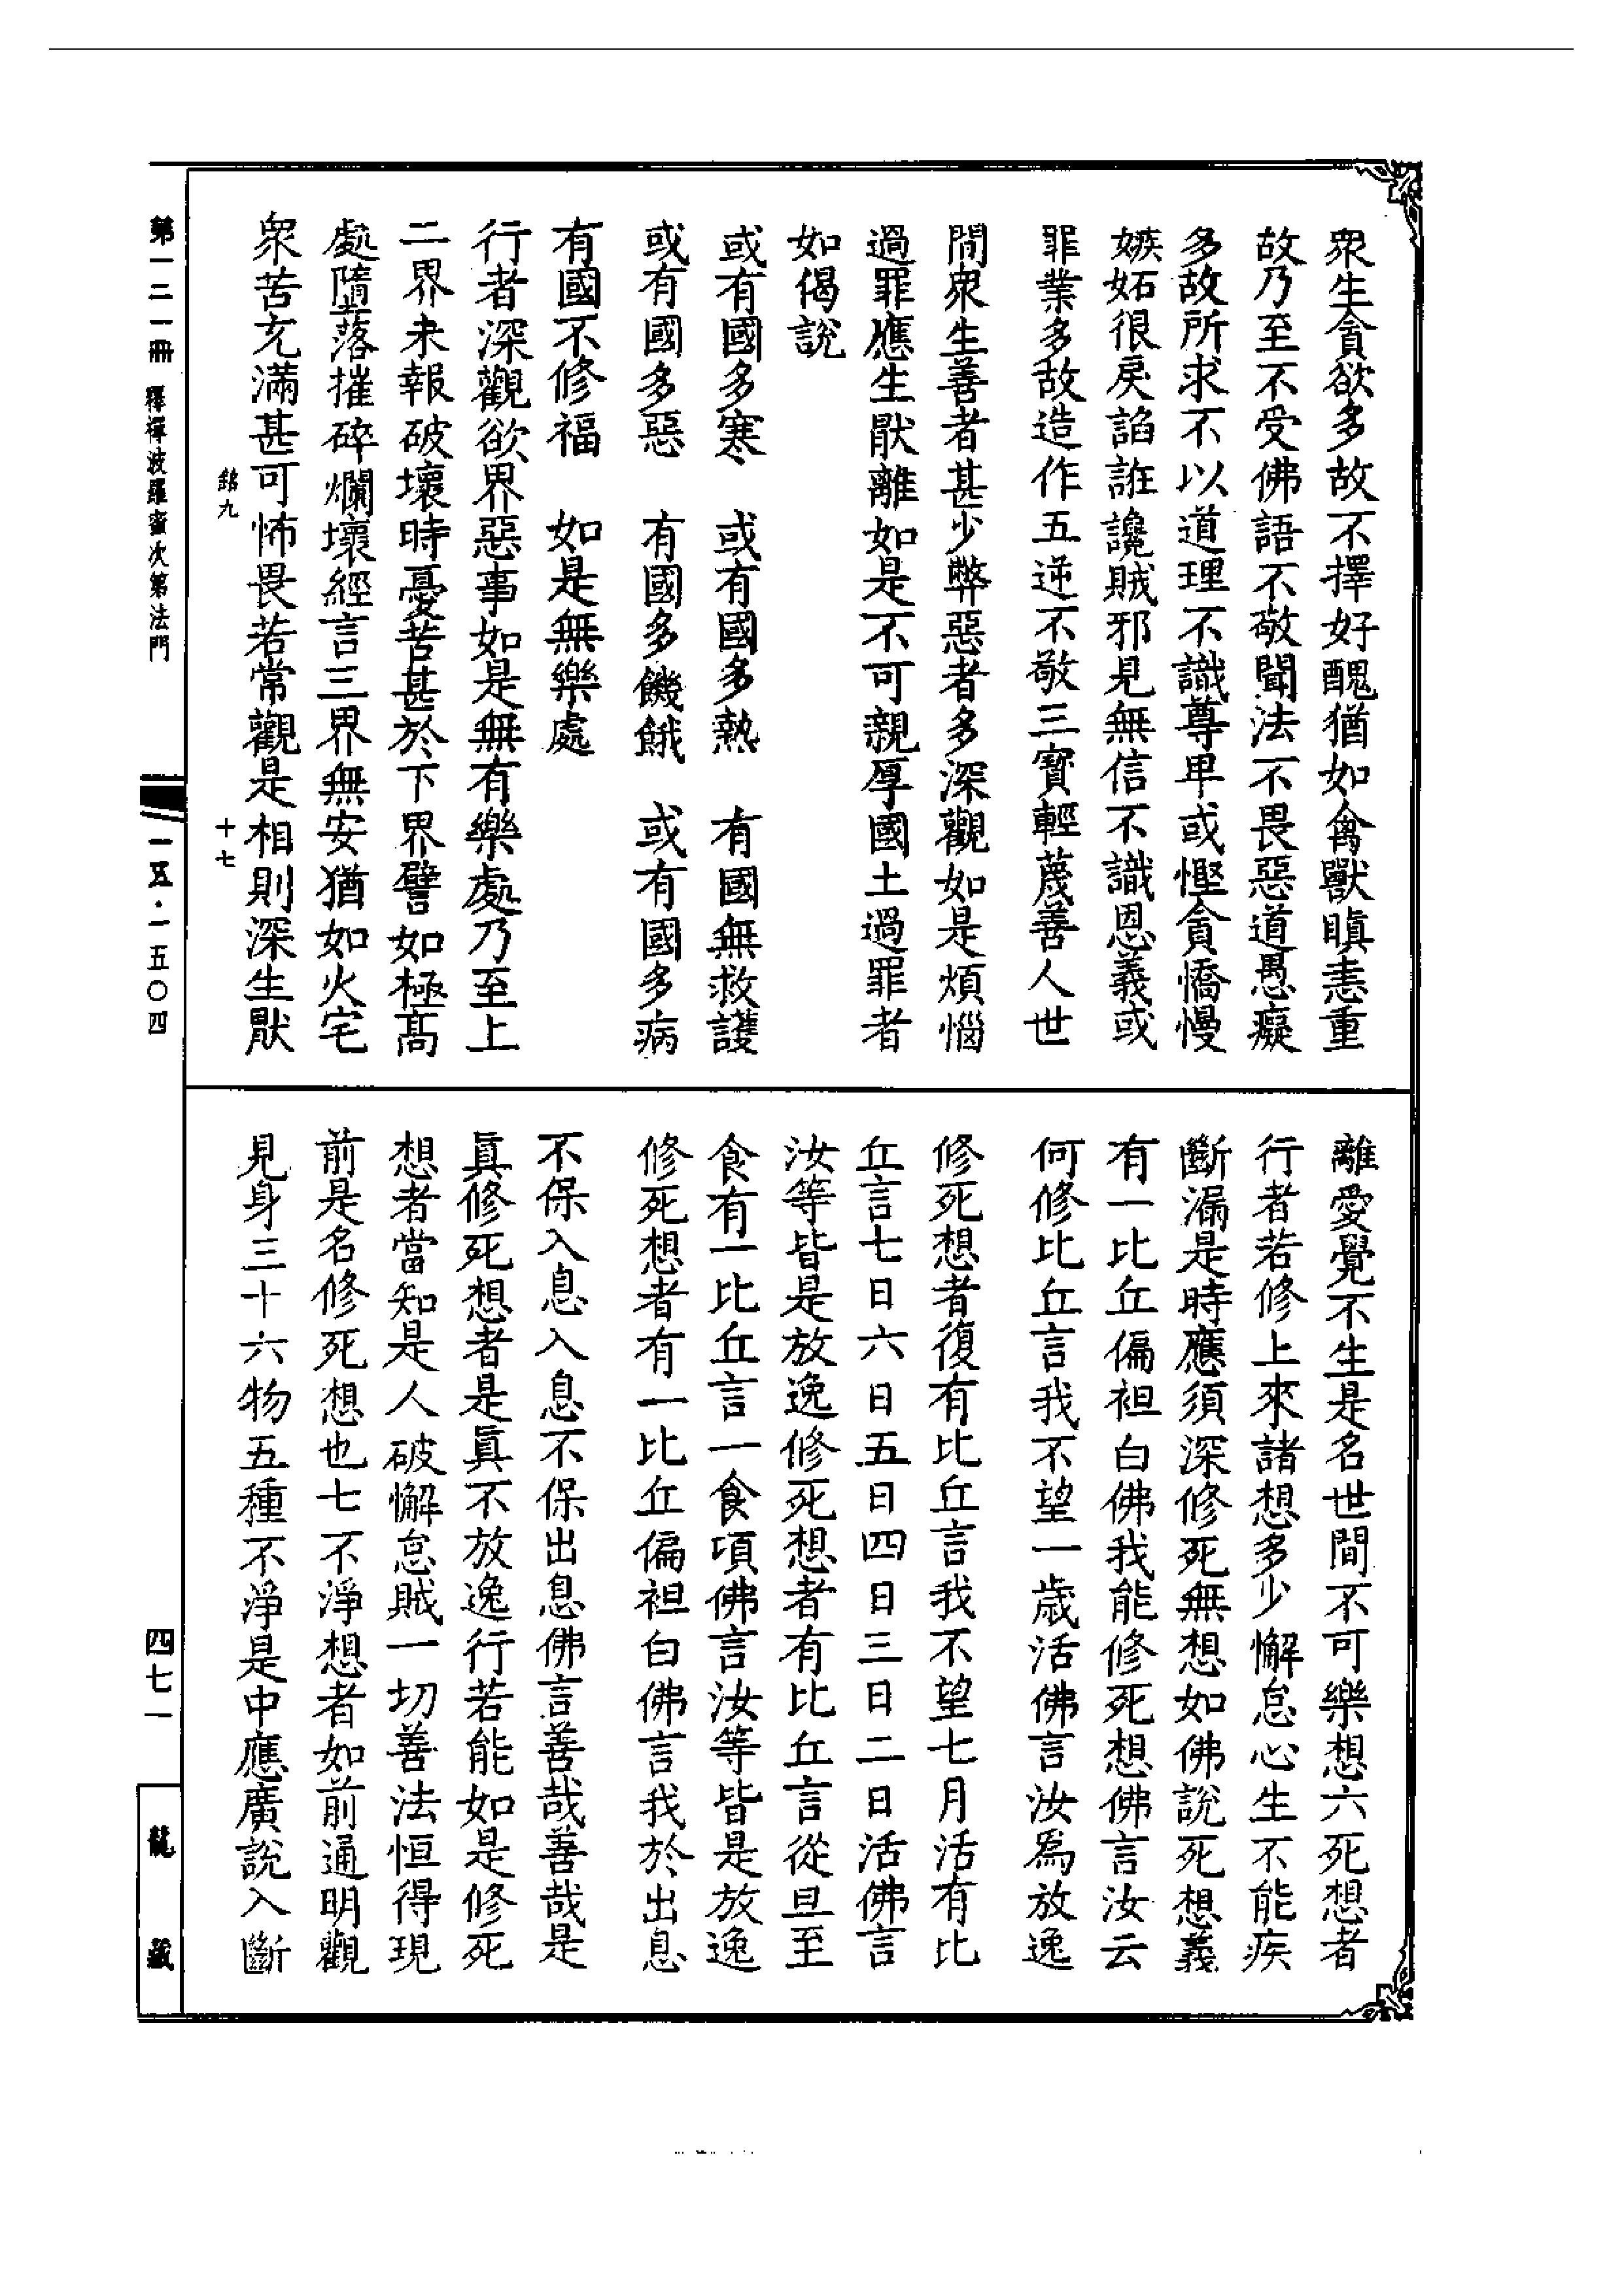 眾生貪欲多故不擇好醜猶如禽獸瞋恚重
故乃至不受佛語不敬聞法不畏惡道愚癡
多故所求不以道理不識尊卑或慳貪憍慢
嫉妬很戾諂誑讒賊邪見無信不識恩義或
罪業多故造作五逆不敬三寶輕蔑善人世
間眾生善者甚少弊惡者多深觀如是煩惱
過罪應生厭離如是不可親厚國土過罪者
如偈說
或有國多寒　或有國多熱　有國無救護
或有國多惡　有國多饑餓　或有國多病
有國不修福　如是無樂處
行者深觀欲界惡事如是無有樂處乃至上
二界未報破壞時憂苦甚於下界譬如極高
處墮落摧碎爛壞經言三界無安猶如火宅
眾苦充滿甚可怖畏若常觀是相則深生厭
離愛覺不生是名世間不可樂想六死想者
行者若修上來諸想多少懈怠心生不能疾
斷漏是時應須深修死無想如佛說死想義
有一比丘偏袒白佛我能修死想佛言汝云
何修比丘言我不望一歲活佛言汝爲放逸
修死想者復有比丘言我不望七月活有比
丘言七日六日五日四日三日二日活佛言
汝等皆是放逸修死想者有比丘言從旦至
食有一比丘言一食頃佛言汝等皆是放逸
修死想者有一比丘偏袒白佛言我於出息
不保入息入息不保出息佛言善哉善哉是
真修死想者是真不放逸行若能如是修死
想者當知是人破懈怠賊一切善法恒得現
前是名修死想也七不淨想者如前通明觀
見身三十六物五種不淨是中應廣說入斷
銘九　十七
第一二一冊　釋禪波羅蜜次第法門
一五·一五〇四
四七一
龍藏